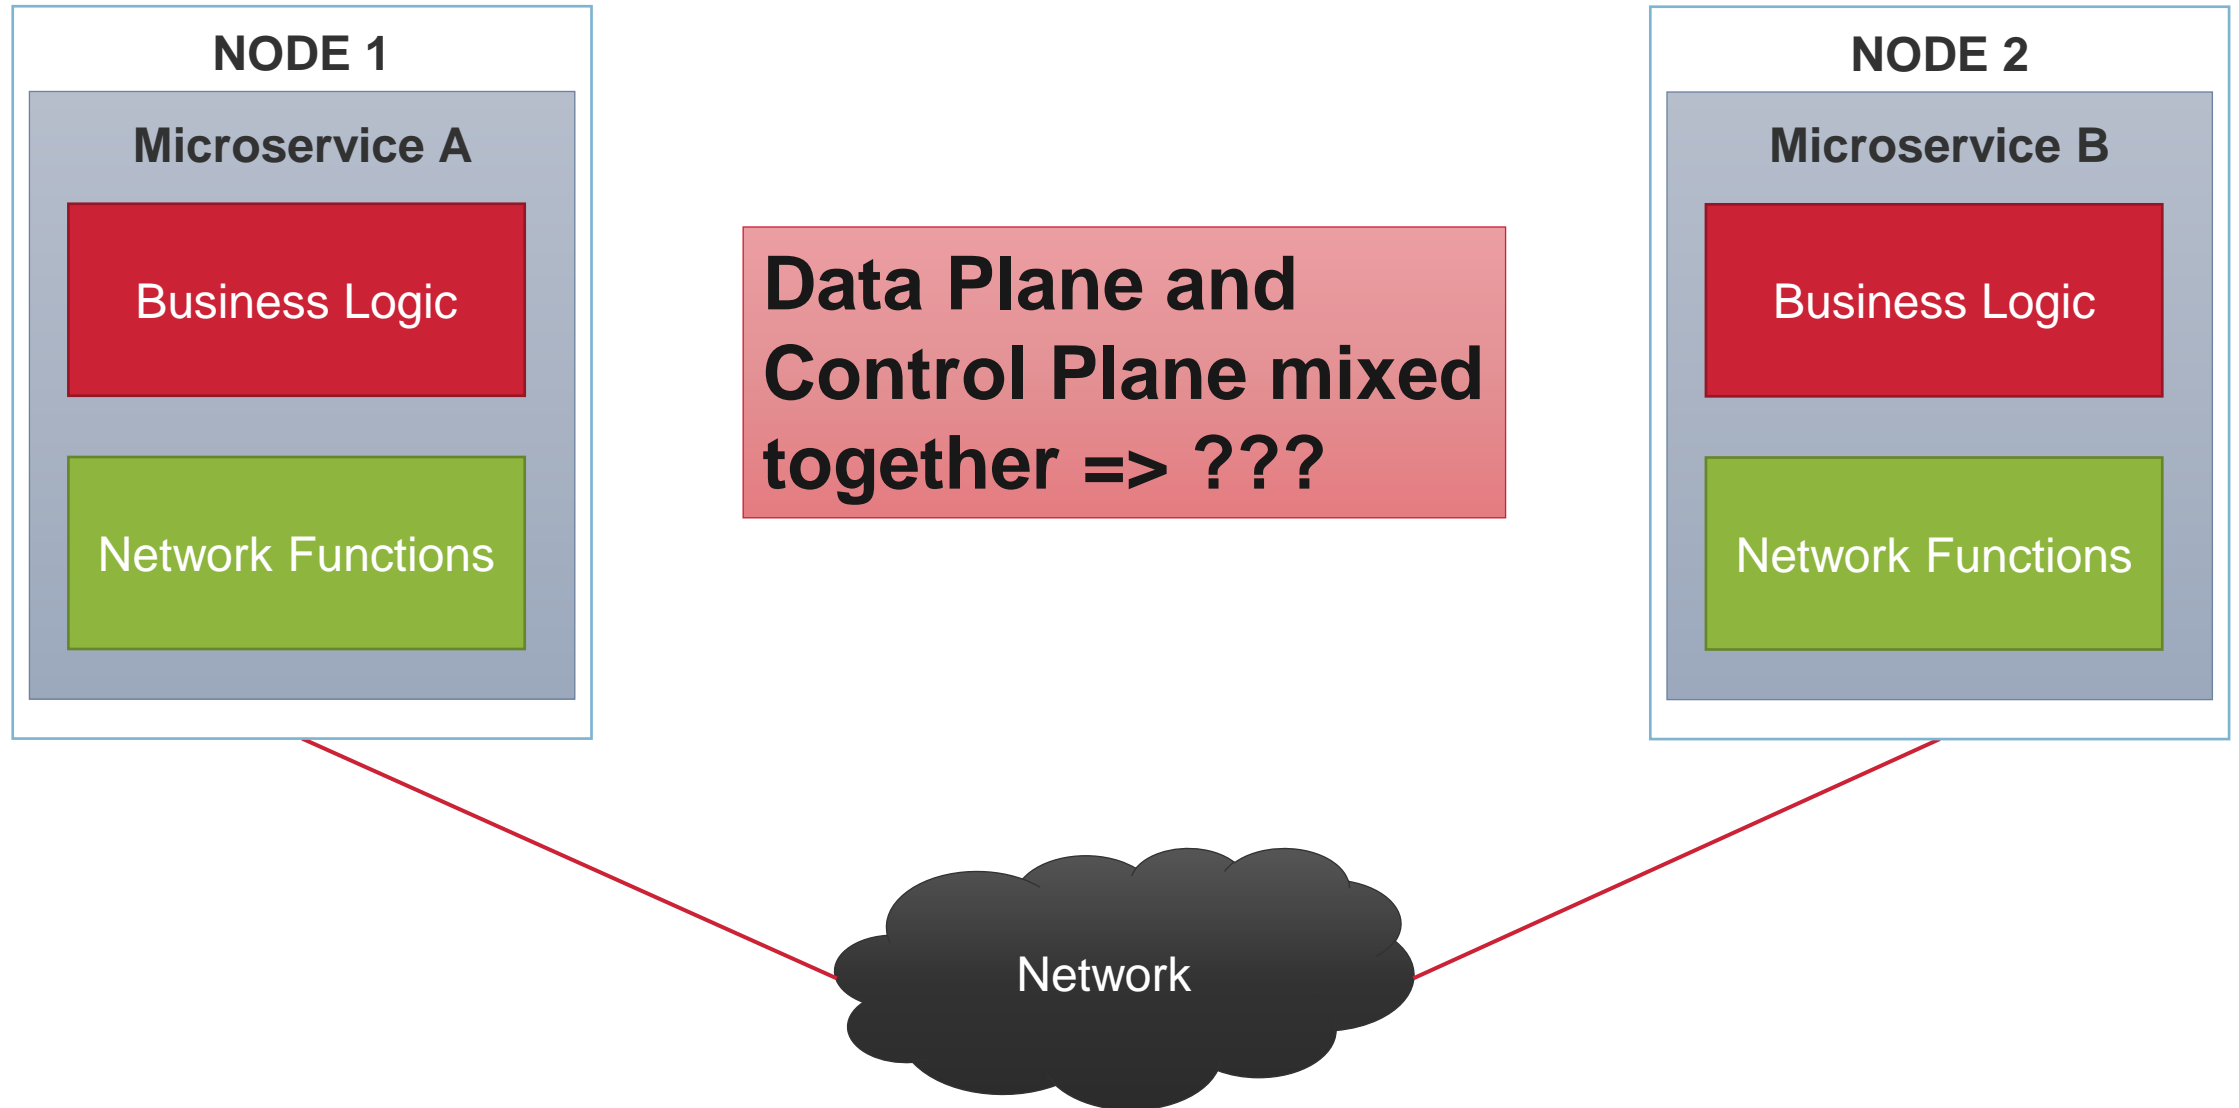 NODE 1
Microservice A
Business Logic
Network Functions
Data Plane and
Control Plane mixed
together => ???
NODE 2
Microservice B
Business Logic
Network Functions
Network